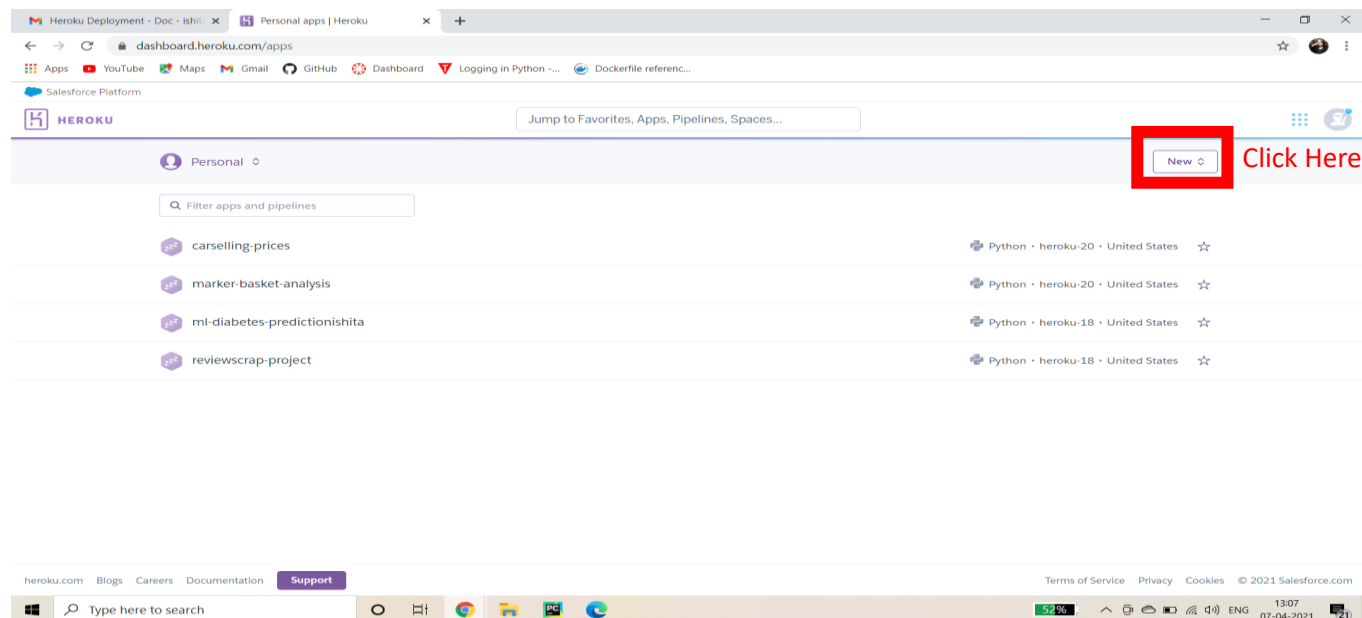 Heroku Deployment - Doc - ishit
Personal apps | Heroku
dashboard.heroku.com/apps
Apps YouTube Maps Gmail GitHub Dashboard Logging in Python -... Dockerfile referenc...
Salesforce Platform
HEROKU
Jump to Favorites, Apps, Pipelines, Spaces...
Personal
New
Click Here
Filter apps and pipelines
carselling-prices
Python • heroku-20 • United States
marker-basket-analysis
Python • heroku-20 • United States
ml-diabetes-predictionishita
Python • heroku-18 • United States
reviewscrap-project
Python • heroku-18 • United States
heroku.com Blogs Careers Documentation Support
Terms of Service Privacy Cookies © 2021 Salesforce.com
Type here to search
PC
52%
ENG
13:07
07-04-2021
21